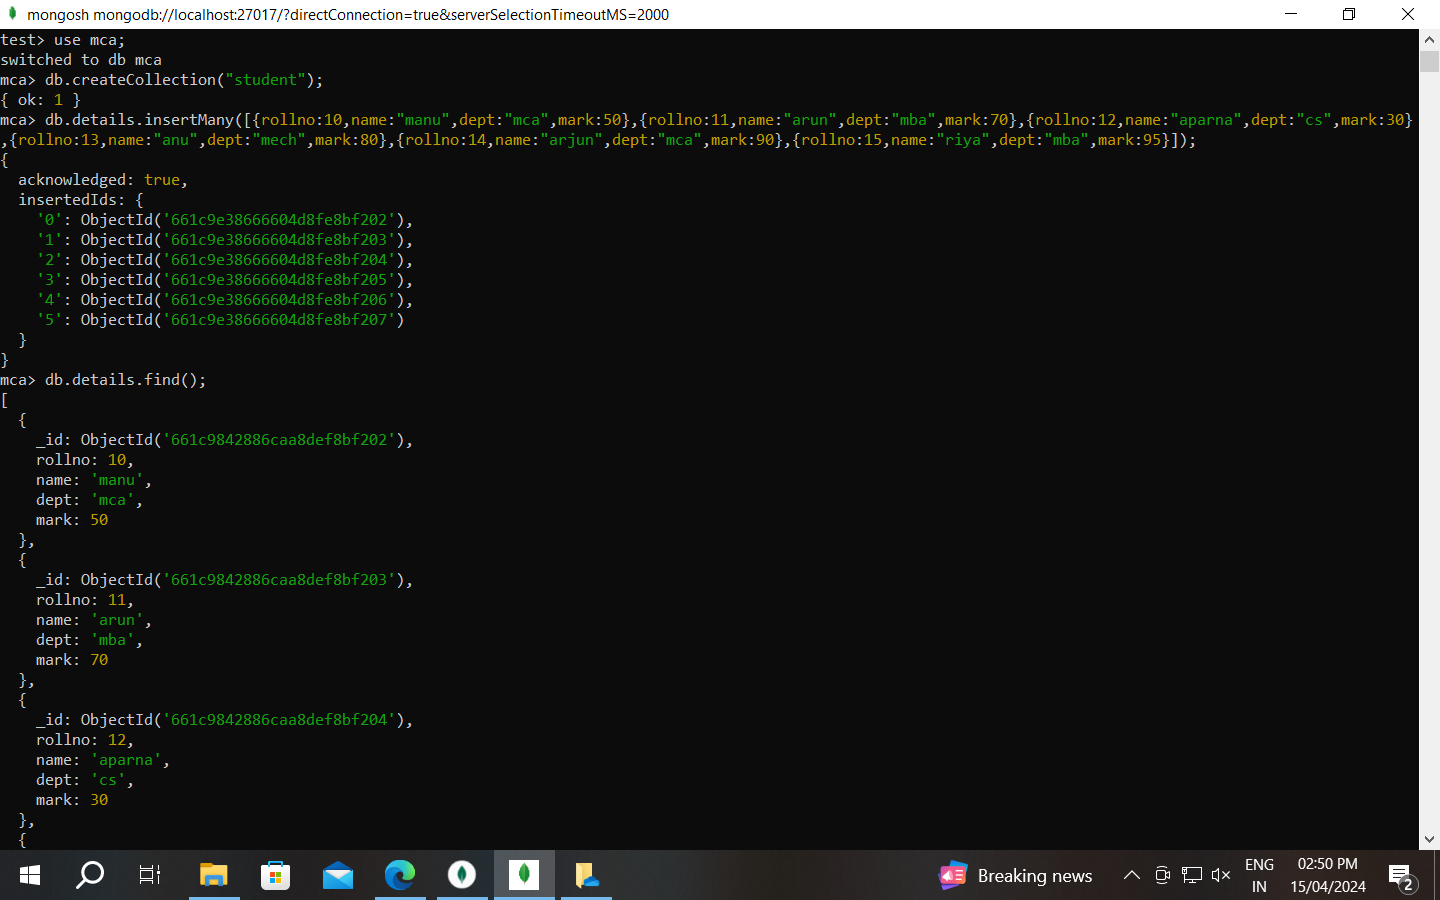 mongosh mongodb://localhost:27017/?directConnection=true&serverSelectionTimeoutMS=2000
test> use mca;
switched to db mca
mca> db.createCollection("student");
{ ok: 1 }
mca> db.details.insertMany([{rollno:10,name:"manu",dept:"mca",mark:50},{rollno:11,name:"arun",dept:"mba",mark:70},{rollno:12,name:"aparna",dept:"cs",mark:30}
,{rollno:13,name:"anu",dept:"mech",mark:80},{rollno:14,name:"arjun",dept:"mca",mark:90},{rollno:15,name:"riya",dept:"mba",mark:95}]);
{
  acknowledged: true,
  insertedIds: {
    '0': ObjectId('661c9e38666604d8fe8bf202'),
    '1': ObjectId('661c9e38666604d8fe8bf203'),
    '2': ObjectId('661c9e38666604d8fe8bf204'),
    '3': ObjectId('661c9e38666604d8fe8bf205'),
    '4': ObjectId('661c9e38666604d8fe8bf206'),
    '5': ObjectId('661c9e38666604d8fe8bf207')
  }
}
mca> db.details.find();
[
  {
    _id: ObjectId('661c9842886caa8def8bf202'),
    rollno: 10,
    name: 'manu',
    dept: 'mca',
    mark: 50
  },
  {
    _id: ObjectId('661c9842886caa8def8bf203'),
    rollno: 11,
    name: 'arun',
    dept: 'mba',
    mark: 70
  },
  {
    _id: ObjectId('661c9842886caa8def8bf204'),
    rollno: 12,
    name: 'aparna',
    dept: 'cs',
    mark: 30
  },
  {
Breaking news
ENG
IN
02:50 PM
15/04/2024
2